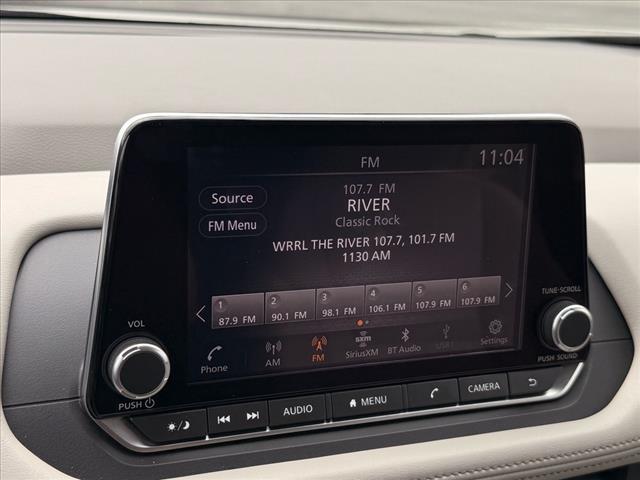 FM 11:04
Source
107.7 FM
RIVER
Classic Rock
FM Menu
WRRL THE RIVER 107.7, 101.7 FM
1130 AM
1 2 3 4 5 6
87.9 FM 90.1 FM 98.1 FM 106.1 FM 107.9 FM 107.9 FM
sxm
Phone AM FM SiriusXM BT Audio USB1 Settings
VOL
PUSH
TUNE·SCROLL
PUSH SOUND
AUDIO MENU CAMERA